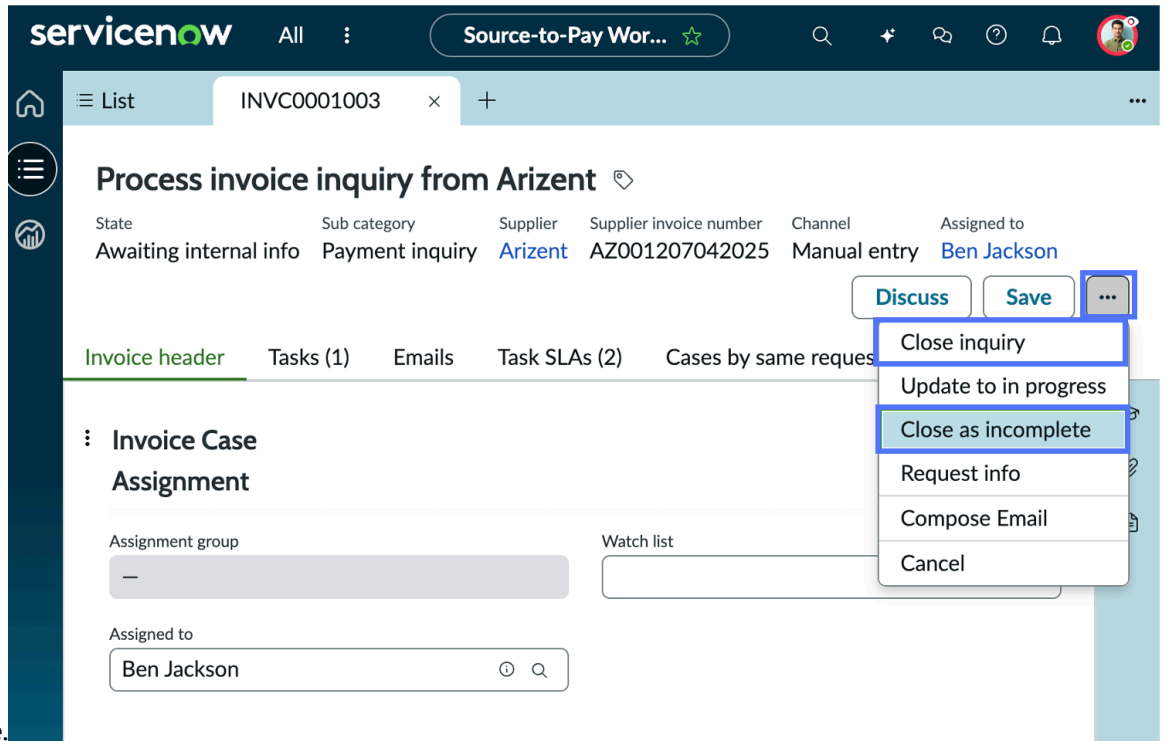 servicenow All Source-to-Pay Wor...
List INVC0001003
Process invoice inquiry from Arizent
State Sub category Supplier Supplier invoice number Channel Assigned to
Awaiting internal info Payment inquiry Arizent AZ001207042025 Manual entry Ben Jackson
Discuss Save
Close inquiry
Invoice header Tasks (1) Emails Task SLAs (2) Cases by same reques
Update to in progress
Close as incomplete
Request info
Compose Email
Cancel
Invoice Case
Assignment
Assignment group Watch list
—
Assigned to
Ben Jackson